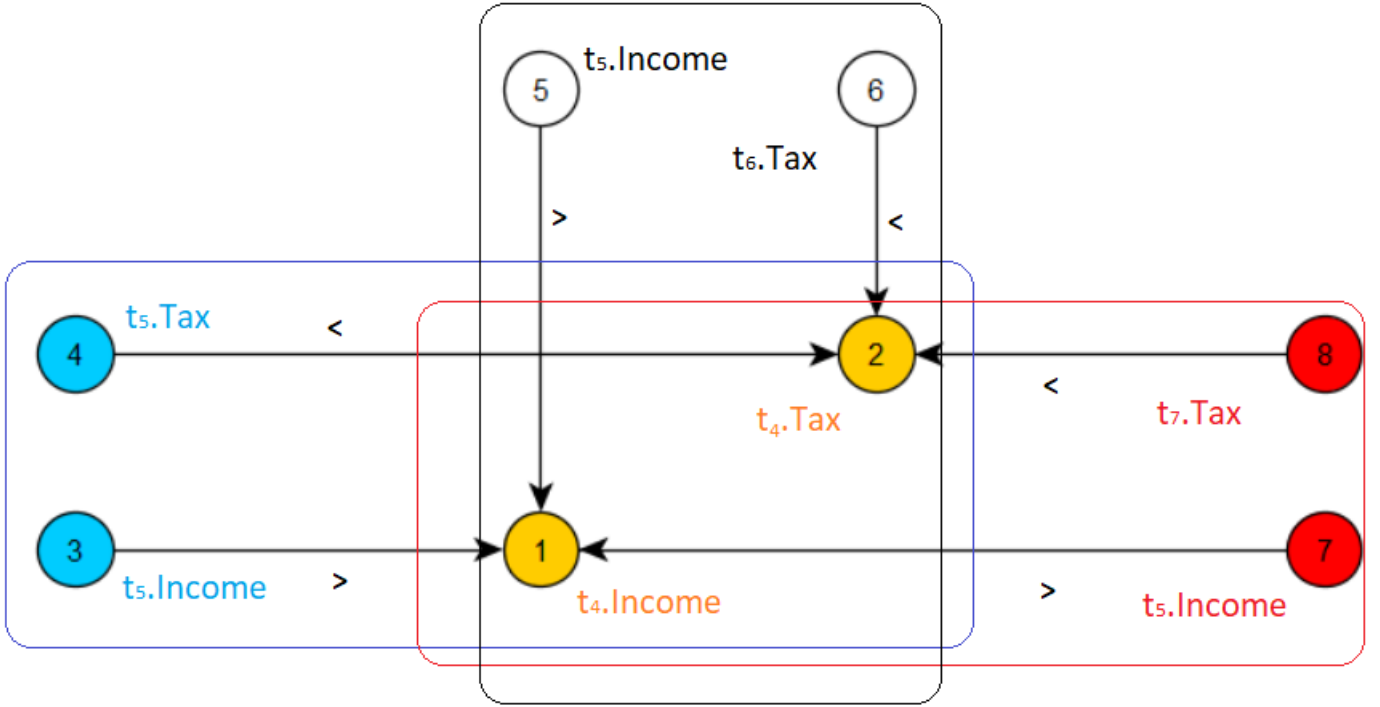 5
t₅.Income
6
t₆.Tax
>
<
t₅.Tax
<
4
2
8
<
t₄.Tax
t₇.Tax
3
1
7
t₅.Income
>
t₄.Income
>
t₅.Income